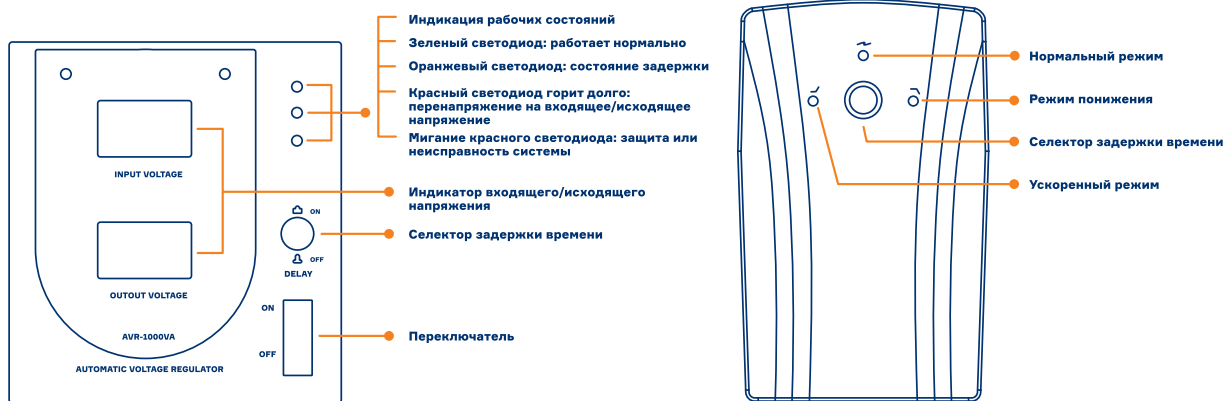 Индикация рабочих состояний
Зеленый светодиод: работает нормально
Оранжевый светодиод: состояние задержки
Красный светодиод горит долго:
перенапряжение на входящее/исходящее
напряжение
Мигание красного светодиода: защита или
неисправность системы
INPUT VOLTAGE
Индикатор входящего/исходящего
напряжения
ON
Селектор задержки времени
OFF
DELAY
OUTOUT VOLTAGE
ON
AVR-1000VA
Переключатель
OFF
AUTOMATIC VOLTAGE REGULATOR
Нормальный режим
Режим понижения
Селектор задержки времени
Ускоренный режим